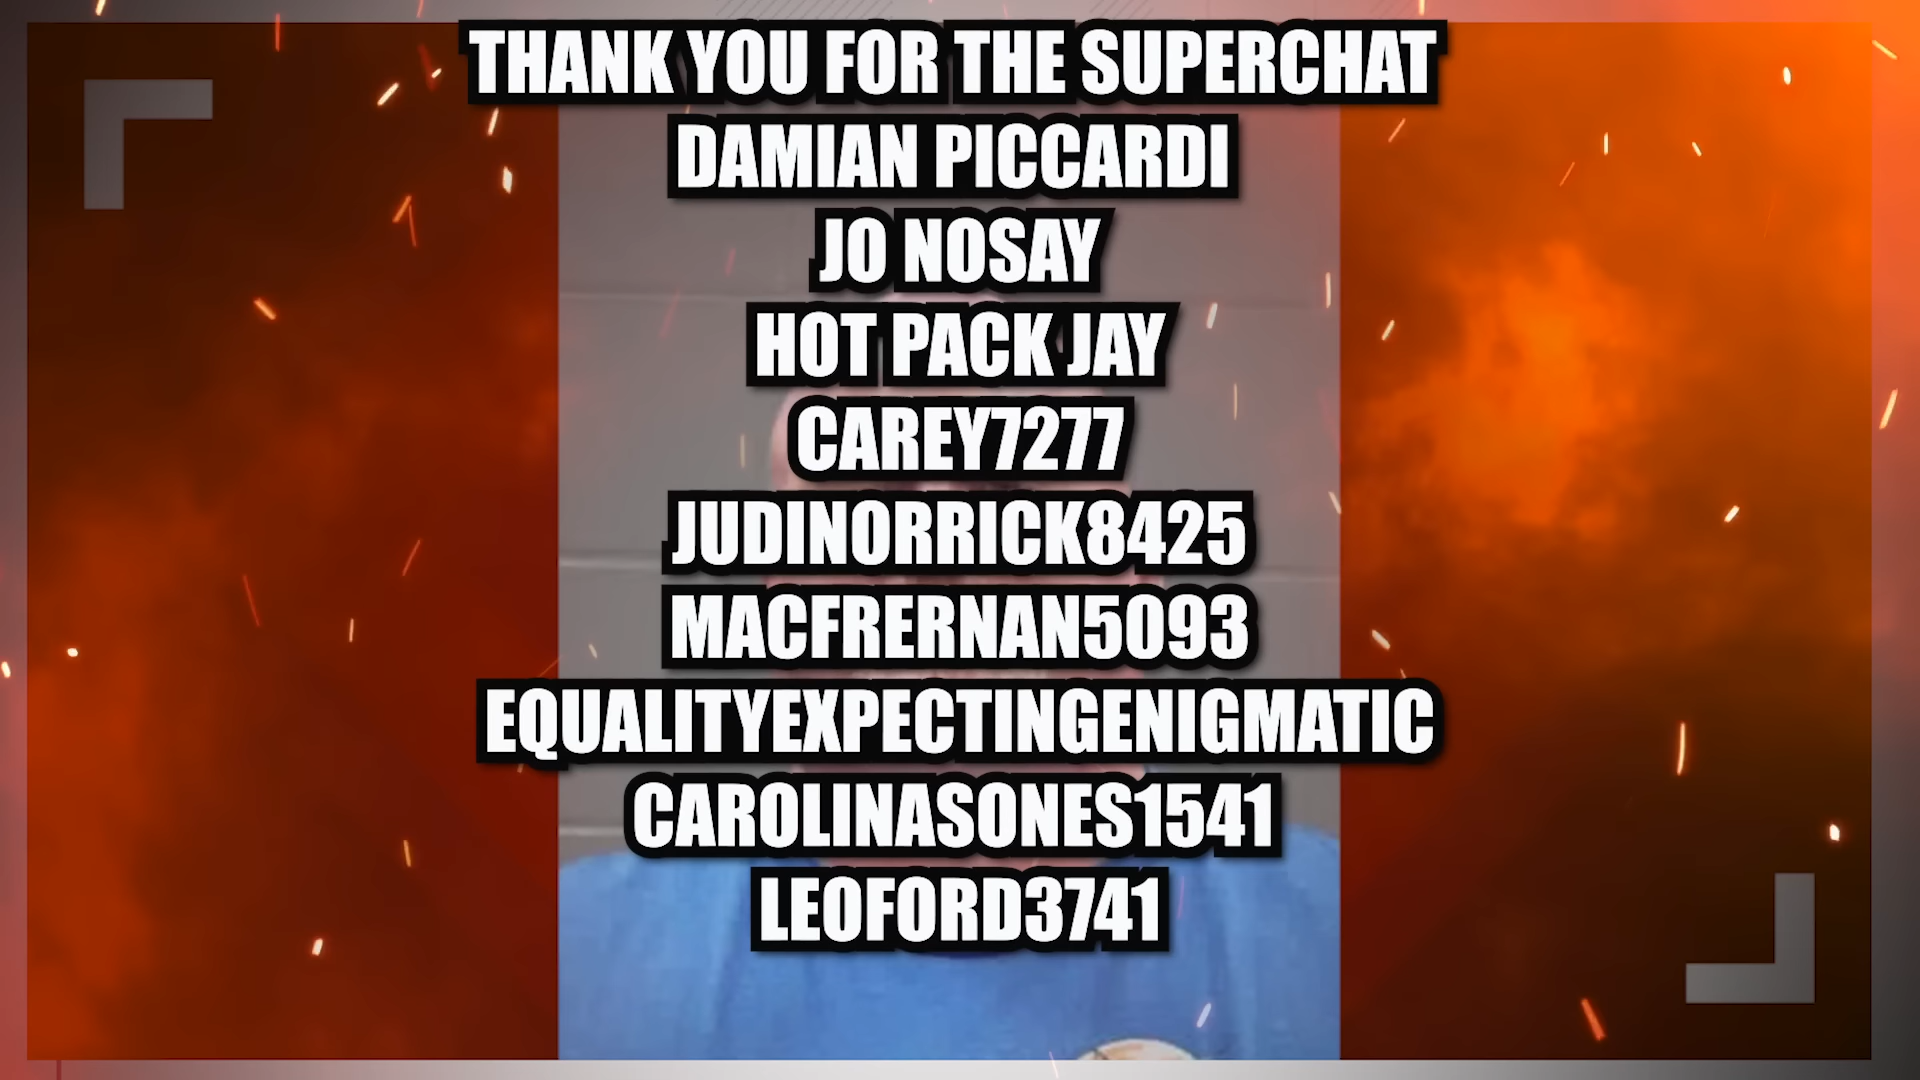 THANK YOU FOR THE SUPERCHAT
DAMIAN PICCARDI
JO NOSAY
HOT PACK JAY
CAREY7277
JUDINORRICK8425
MACFRERNAN5093
EQUALITYEXPECTINGENIGMATIC
CAROLINASONES1541
LEOFORD3741